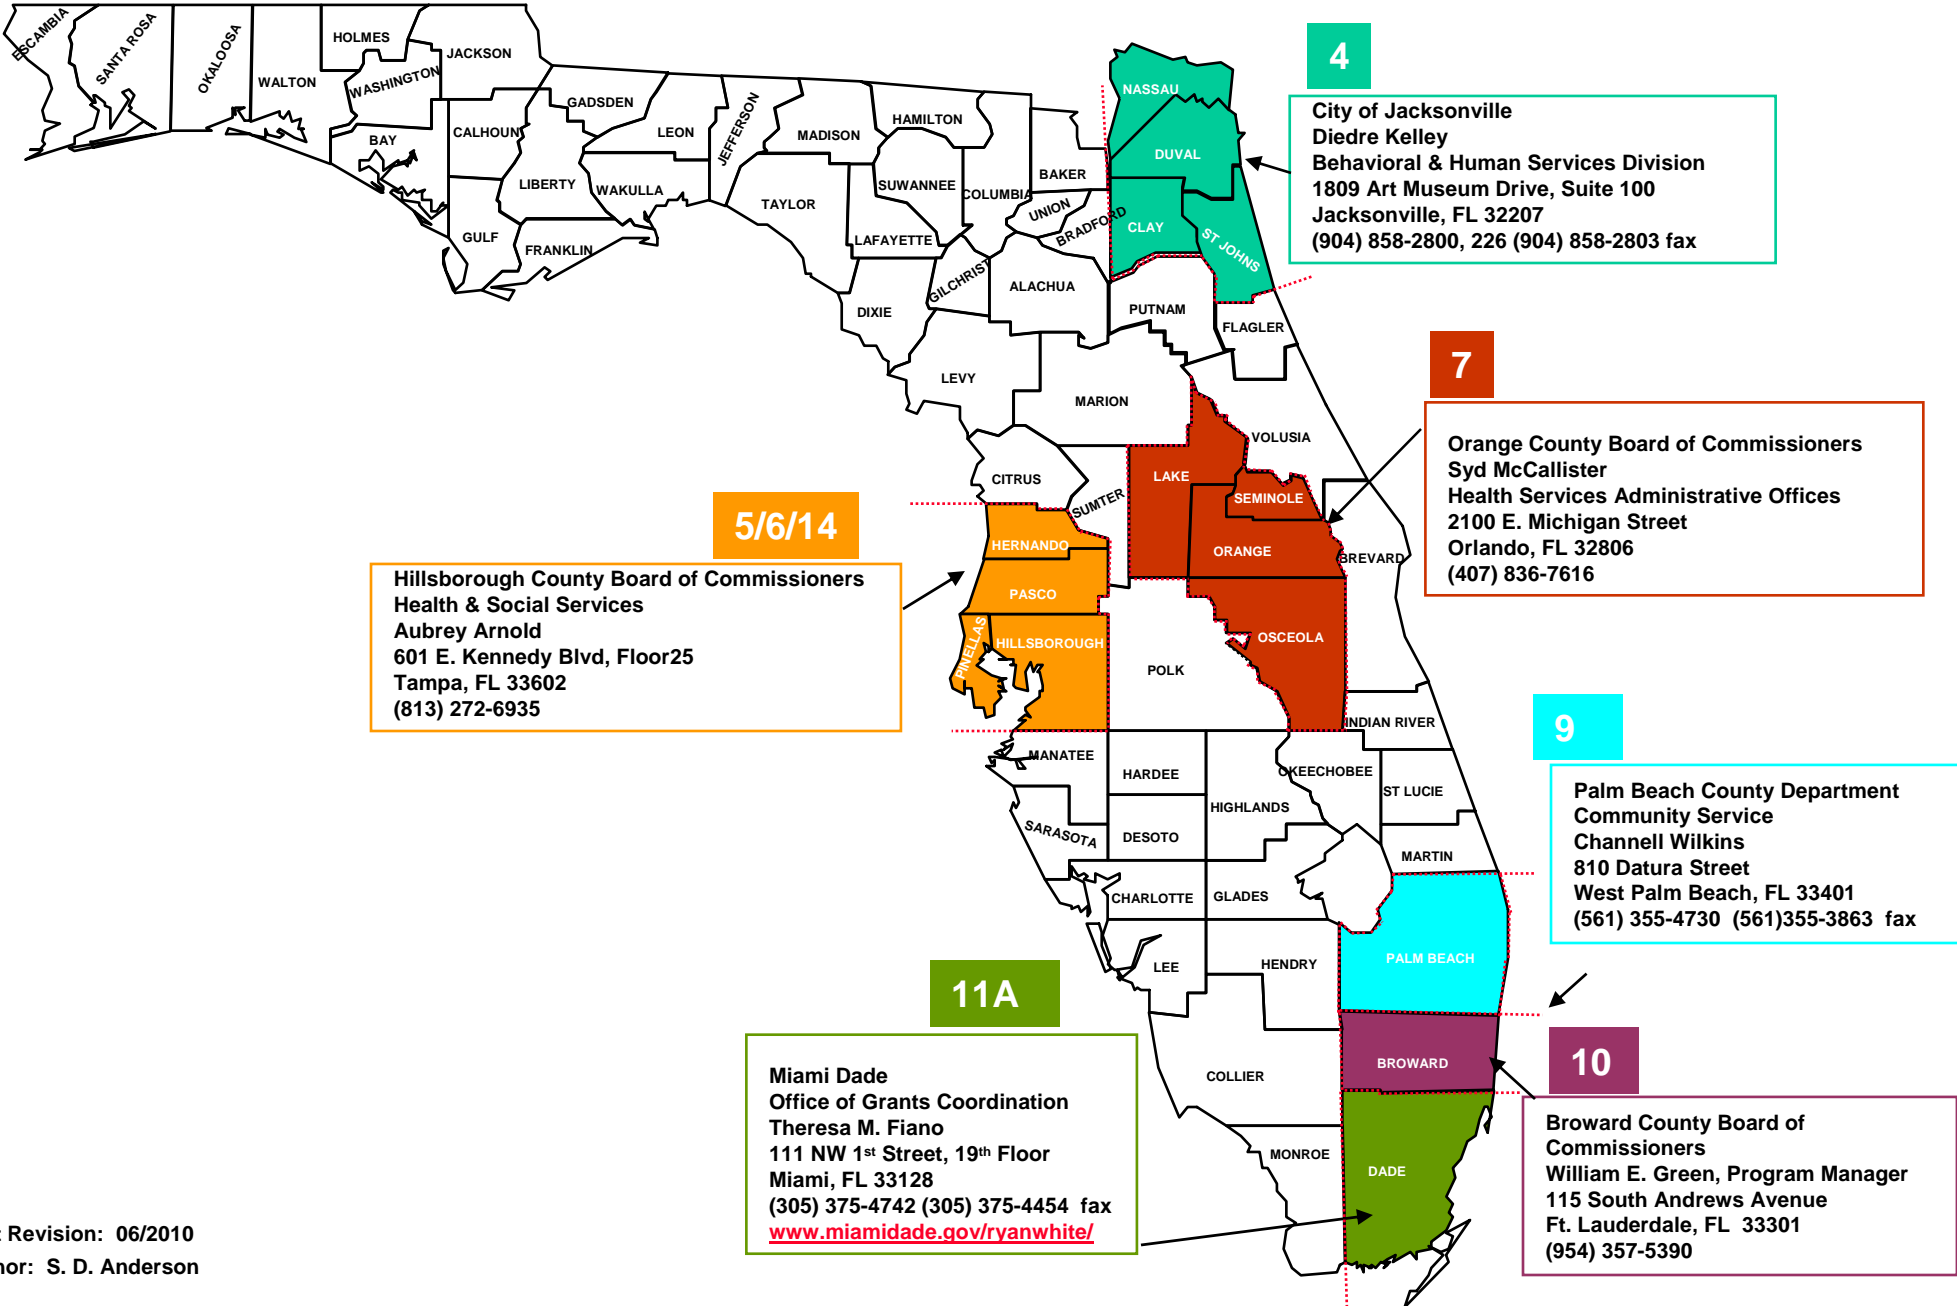 ESCAMBIA
SANTA ROSA
OKALOOSA
WALTON
HOLMES
WASHINGTON
JACKSON
BAY
CALHOUN
GULF
GADSDEN
LIBERTY
FRANKLIN
LEON
WAKULLA
JEFFERSON
MADISON
TAYLOR
HAMILTON
SUWANNEE
LAFAYETTE
COLUMBIA
BAKER
UNION
BRADFORD
GILCHRIST
DIXIE
ALACHUA
LEVY
MARION
PUTNAM
FLAGLER
NASSAU
DUVAL
CLAY
ST JOHNS
4
City of Jacksonville
Diedre Kelley
Behavioral & Human Services Division
1809 Art Museum Drive, Suite 100
Jacksonville, FL 32207
(904) 858-2800, 226 (904) 858-2803 fax
7
Orange County Board of Commissioners
Syd McCallister
Health Services Administrative Offices
2100 E. Michigan Street
Orlando, FL 32806
(407) 836-7616
VOLUSIA
LAKE
SEMINOLE
ORANGE
OSCEOLA
BREVARD
CITRUS
SUMTER
5/6/14
Hillsborough County Board of Commissioners
Health & Social Services
Aubrey Arnold
601 E. Kennedy Blvd, Floor25
Tampa, FL 33602
(813) 272-6935
HERNANDO
PASCO
PINELLAS
HILLSBOROUGH
POLK
INDIAN RIVER
MANATEE
HARDEE
OKEECHOBEE
ST LUCIE
HIGHLANDS
SARASOTA
DESOTO
MARTIN
CHARLOTTE
GLADES
LEE
HENDRY
PALM BEACH
9
Palm Beach County Department
Community Service
Channell Wilkins
810 Datura Street
West Palm Beach, FL 33401
(561) 355-4730 (561)355-3863 fax
11A
Miami Dade
Office of Grants Coordination
Theresa M. Fiano
111 NW 1st Street, 19th Floor
Miami, FL 33128
(305) 375-4742 (305) 375-4454 fax
www.miamidade.gov/ryanwhite/
COLLIER
BROWARD
MONROE
DADE
10
Broward County Board of
Commissioners
William E. Green, Program Manager
115 South Andrews Avenue
Ft. Lauderdale, FL 33301
(954) 357-5390
Revision: 06/2010
S. D. Anderson